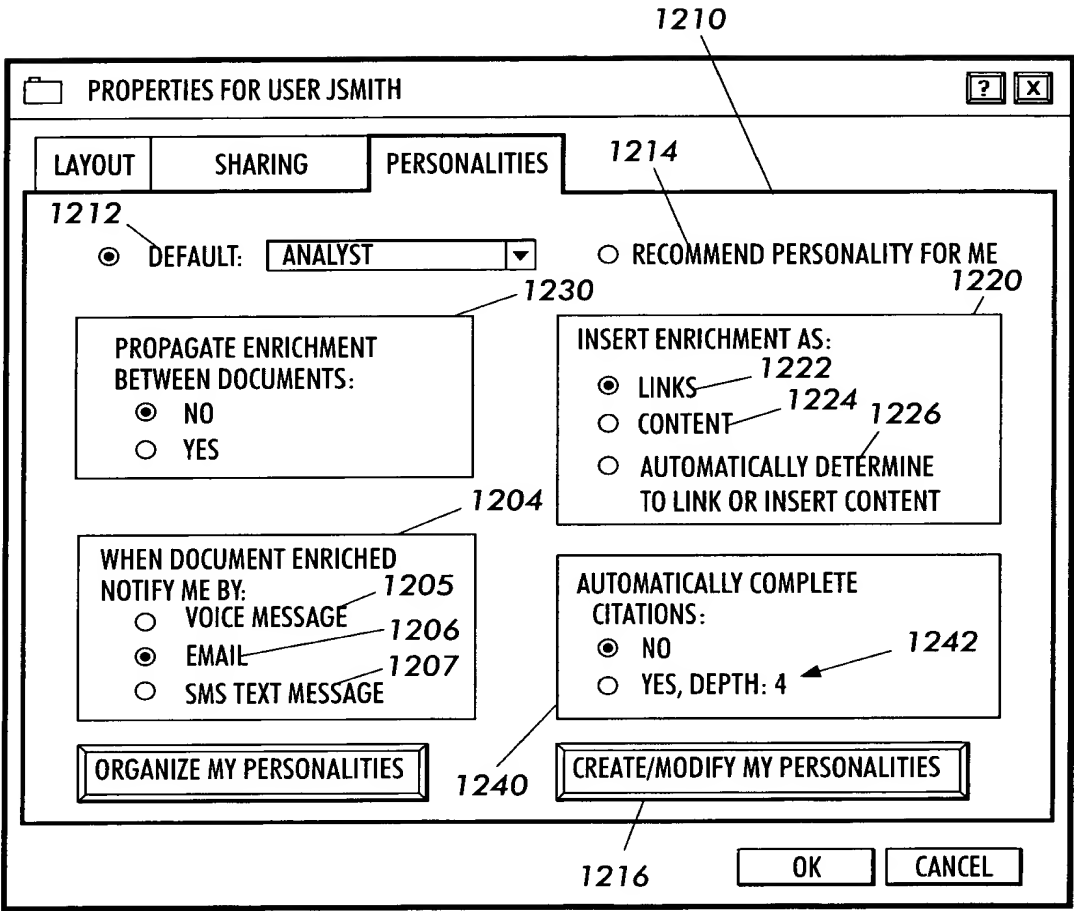 1210
PROPERTIES FOR USER JSMITH ? X
LAYOUT SHARING PERSONALITIES
1214
1212
DEFAULT: ANALYST
RECOMMEND PERSONALITY FOR ME
1230
1220
PROPAGATE ENRICHMENT
BETWEEN DOCUMENTS:
NO
YES
INSERT ENRICHMENT AS:
1222
LINKS
1224
CONTENT
1226
AUTOMATICALLY DETERMINE
TO LINK OR INSERT CONTENT
1204
WHEN DOCUMENT ENRICHED
NOTIFY ME BY:
1205
VOICE MESSAGE
1206
EMAIL
1207
SMS TEXT MESSAGE
AUTOMATICALLY COMPLETE
CITATIONS:
NO
1242
YES, DEPTH: 4
ORGANIZE MY PERSONALITIES
1240
CREATE/MODIFY MY PERSONALITIES
1216
OK CANCEL